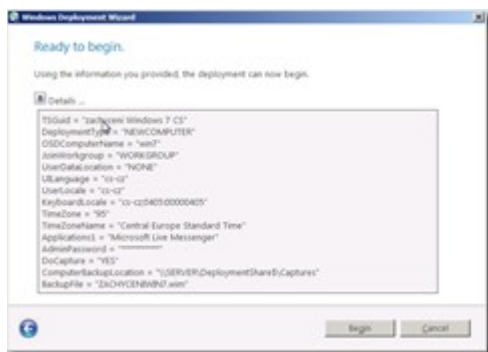 Windows Deployment Wizard
Ready to begin.
Using the information you provided, the deployment can now begin.
Details ...
TSGuid = "zachyceni Windows 7 CS"
DeploymentType = "NEWCOMPUTER"
OSDComputerName = "win7"
JoinWorkgroup = "WORKGROUP"
UserDataLocation = "NONE"
UILanguage = "cs-cz"
UserLocale = "cs-cz"
KeyboardLocale = "cs-cz;0405:00000405"
TimeZone = "95"
TimeZoneName = "Central Europe Standard Time"
Applications1 = "Microsoft Live Messenger"
AdminPassword =
DoCapture = "YES"
ComputerBackupLocation = "\\SERVER\DeploymentShare$\Captures"
BackupFile = "ZACHYCENIWIN7.wim"
Begin
Cancel